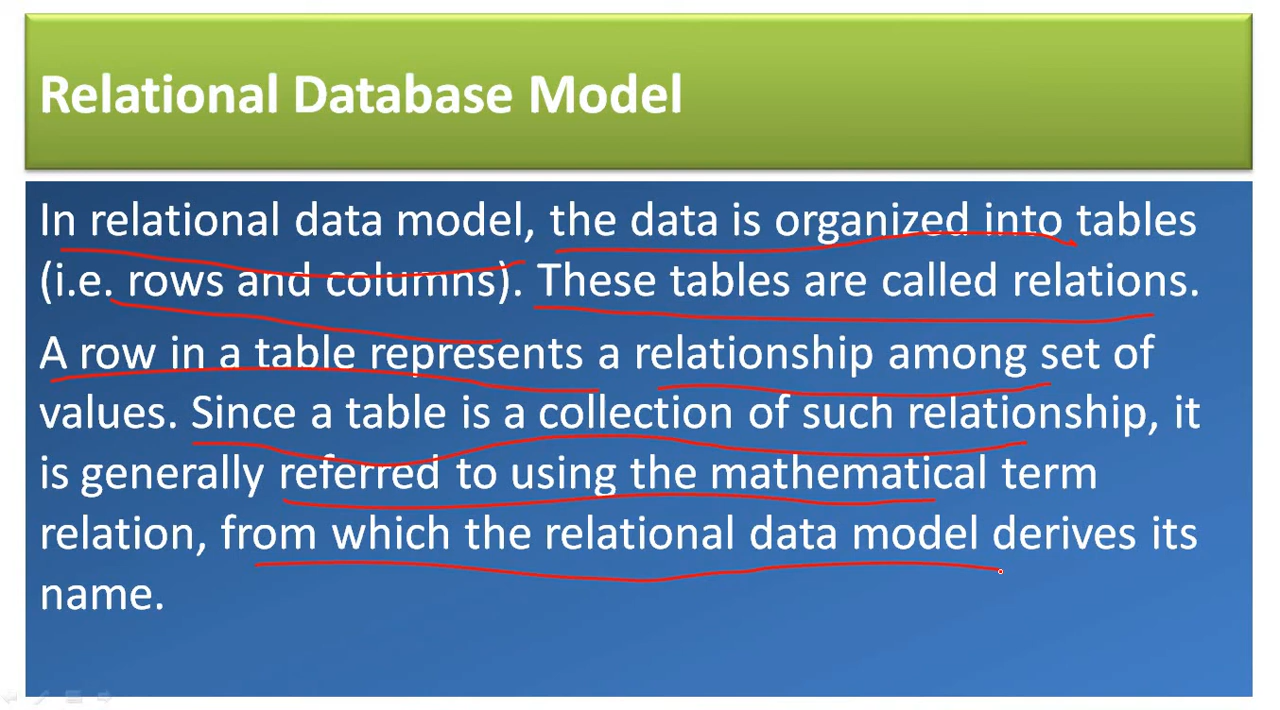 Relational Database Model
In relational data model, the data is organized into tables
(i.e. rows and columns). These tables are called relations.
A row in a table represents a relationship among set of
values. Since a table is a collection of such relationship, it
is generally referred to using the mathematical term
relation, from which the relational data model derives its
name.